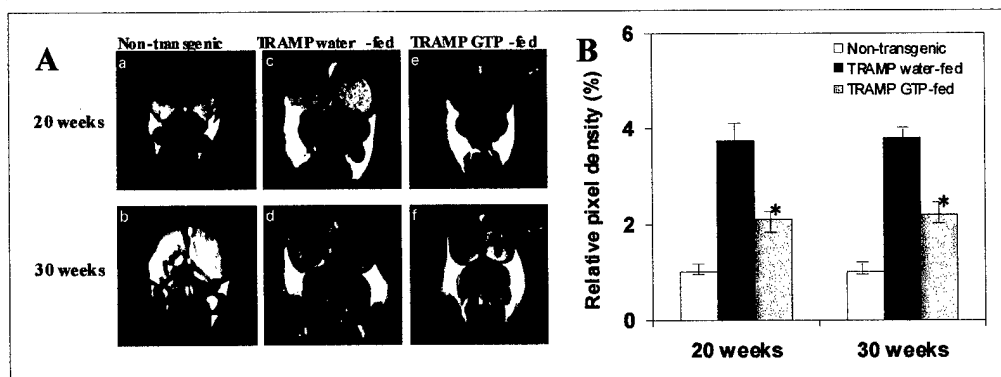 A
Non-transgenic TRAMP water -fed TRAMP GTP -fed
a c e
20 weeks
b d f
30 weeks
B
Relative pixel density (%)
6
4
2
0
Non-transgenic
TRAMP water-fed
TRAMP GTP-fed
* *
20 weeks 30 weeks